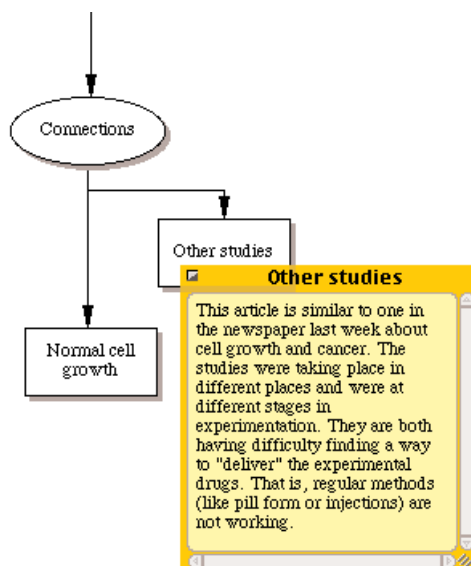 Connections
Other studies
Normal cell
growth
Other studies
This article is similar to one in
the newspaper last week about
cell growth and cancer. The
studies were taking place in
different places and were at
different stages in
experimentation. They are both
having difficulty finding a way
to "deliver" the experimental
drugs. That is, regular methods
(like pill form or injections) are
not working.